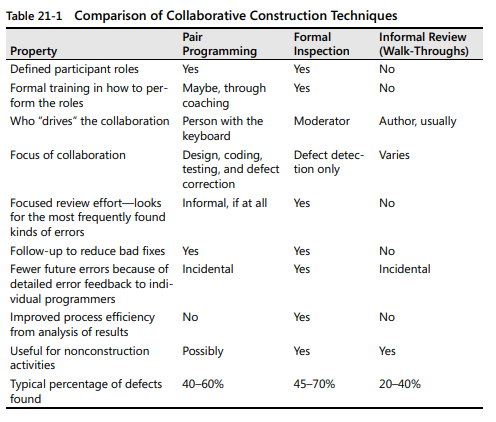 Table 21-1 Comparison of Collaborative Construction Techniques
Property Pair Programming Formal Inspection Informal Review (Walk-Throughs)
Defined participant roles Yes Yes No
Formal training in how to per-
form the roles Maybe, through
coaching Yes No
Who “drives” the collaboration Person with the
keyboard Moderator Author, usually
Focus of collaboration Design, coding,
testing, and defect
correction Defect detec-
tion only Varies
Focused review effort—looks
for the most frequently found
kinds of errors Informal, if at all Yes No
Follow-up to reduce bad fixes Yes Yes No
Fewer future errors because of
detailed error feedback to indi-
vidual programmers Incidental Yes Incidental
Improved process efficiency
from analysis of results No Yes No
Useful for nonconstruction
activities Possibly Yes Yes
Typical percentage of defects
found 40–60% 45–70% 20–40%